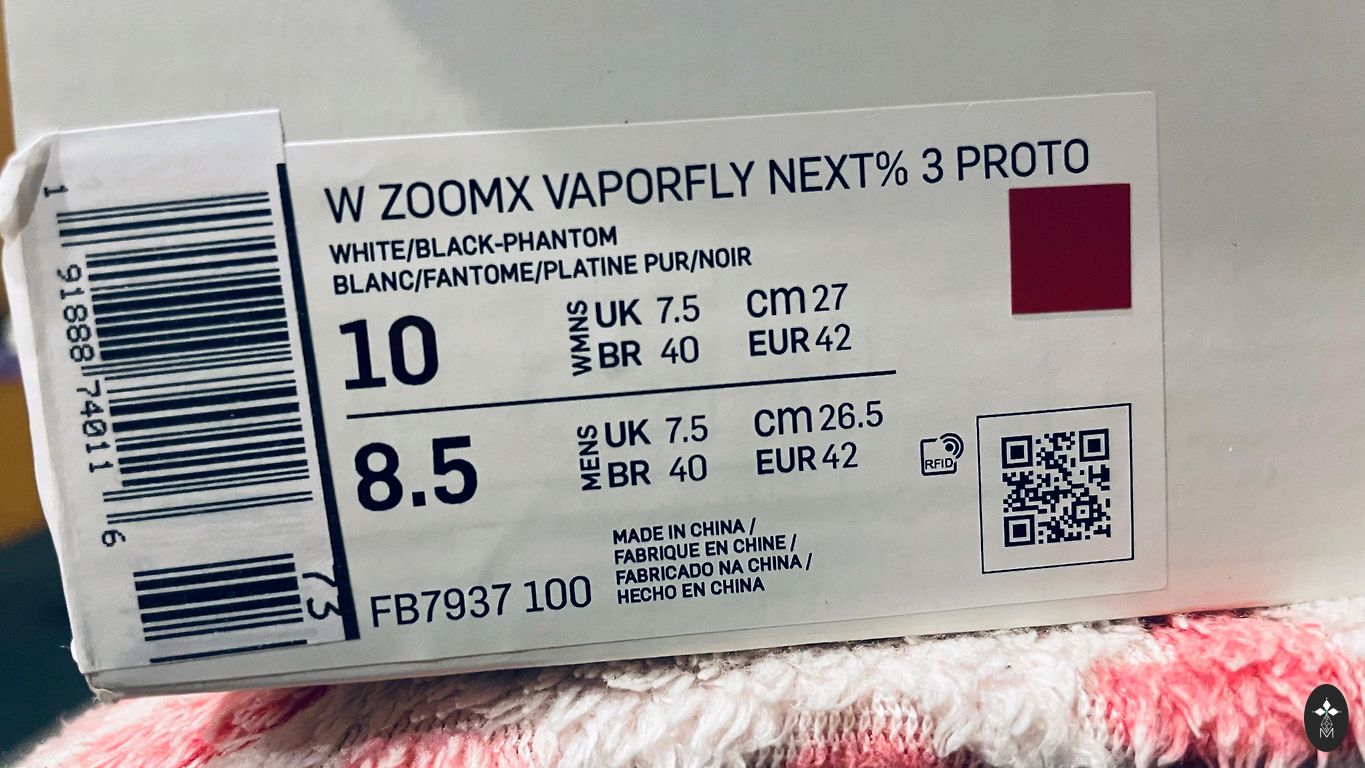 W ZOOMX VAPORFLY NEXT% 3 PROTO
WHITE/BLACK-PHANTOM
BLANC/FANTOME/PLATINE PUR/NOIR
10 WMNS UK 7.5 cm 27
BR 40 EUR 42
8.5 MENS UK 7.5 cm 26.5
BR 40 EUR 42
RFID
MADE IN CHINA /
FABRIQUE EN CHINE /
FABRICADO NA CHINA /
HECHO EN CHINA
FB7937 100
1 91888 74011 6
73
M